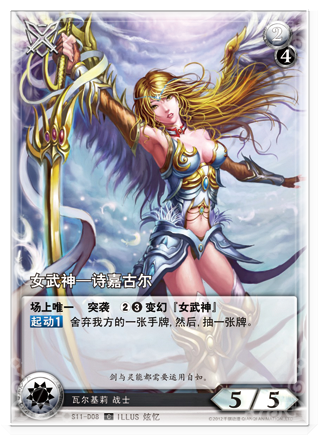 2
4
女武神—诗嘉古尔
场上唯一 突袭 2❸变幻『女武神』
起动1 舍弃我方的一张手牌,然后,抽一张牌。
剑与灵能都需要运用自如。
瓦尔基莉 战士
5 / 5
S11-008 C ILLUS 炫忆